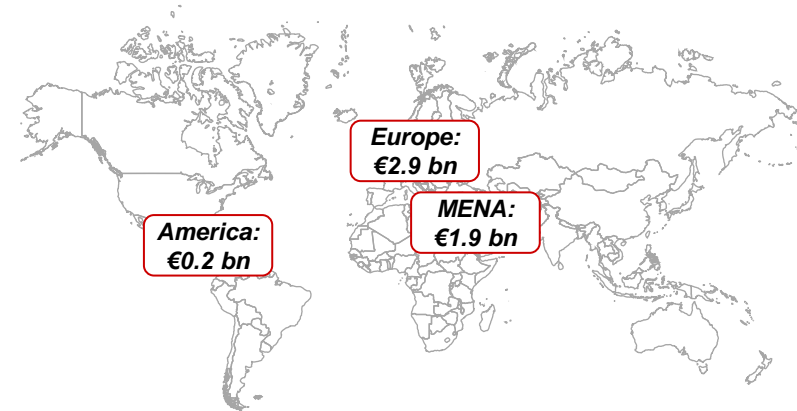 Europe:
€2.9 bn
MENA:
€1.9 bn
America:
€0.2 bn